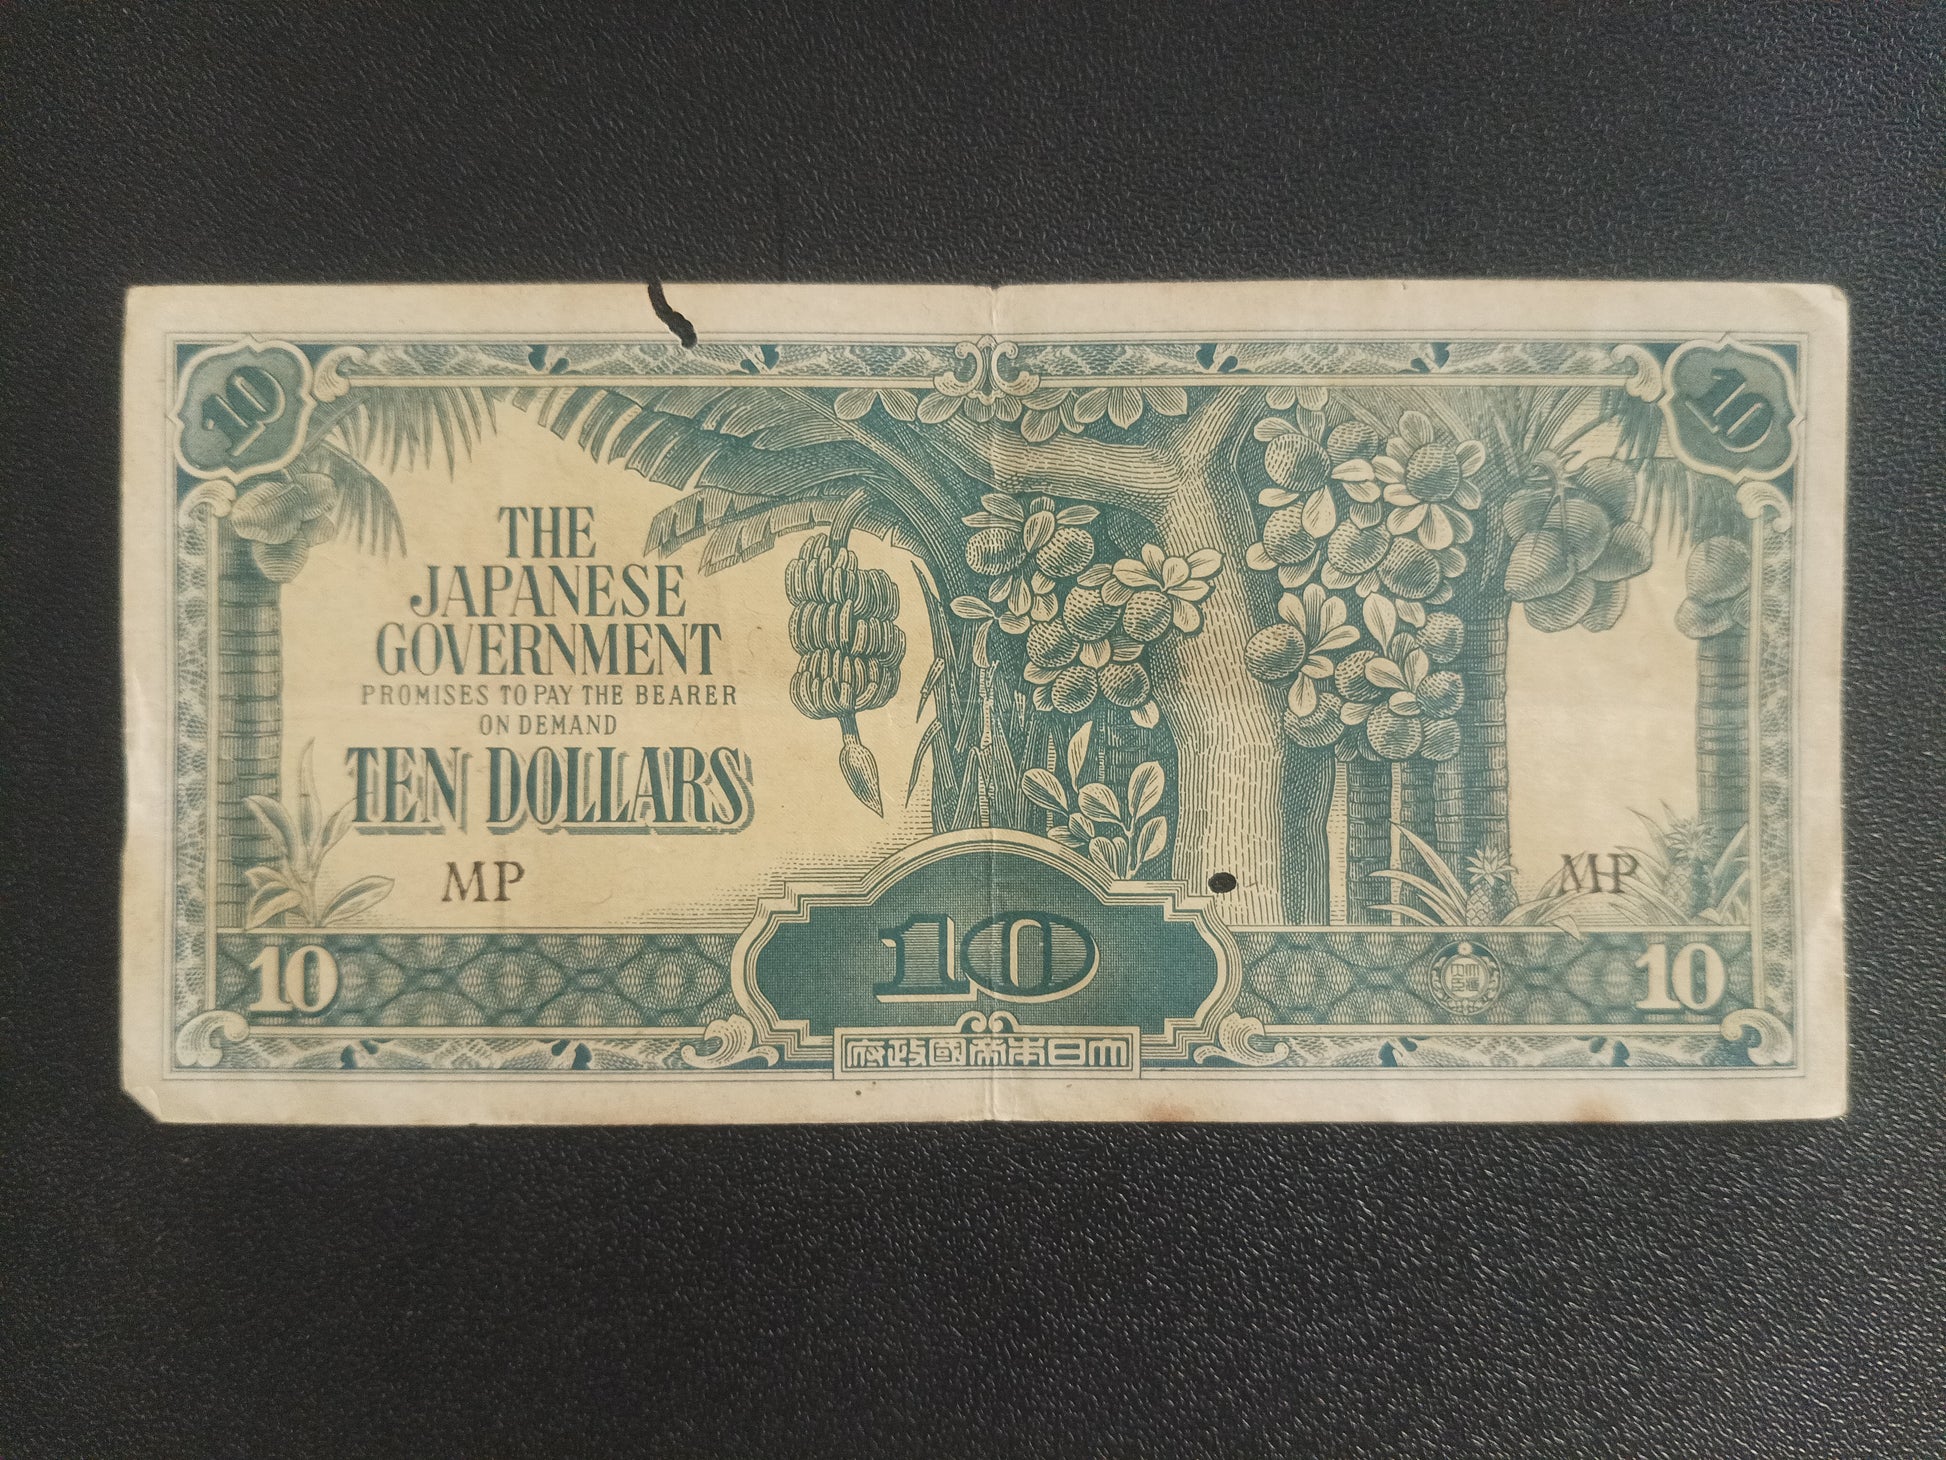 10
10
THE
JAPANESE
GOVERNMENT
PROMISES TO PAY THE BEARER
ON DEMAND
TEN DOLLARS
MP
MP
10
10
10
府政國帝本日大